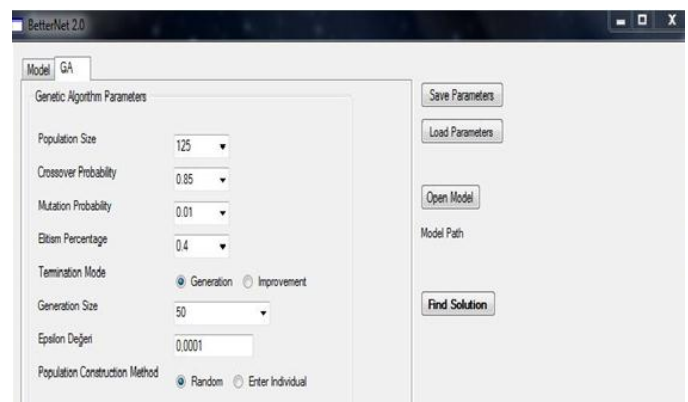 BetterNet 2.0
X
Model GA
Genetic Algorithm Parameters
Population Size 125
Crossover Probability 0.85
Mutation Probability 0.01
Elitism Percentage 0.4
Termination Mode Generation Improvement
Generation Size 50
Epsilon Değeri 0,0001
Population Construction Method Random Enter Individual
Save Parameters
Load Parameters
Open Model
Model Path
Find Solution